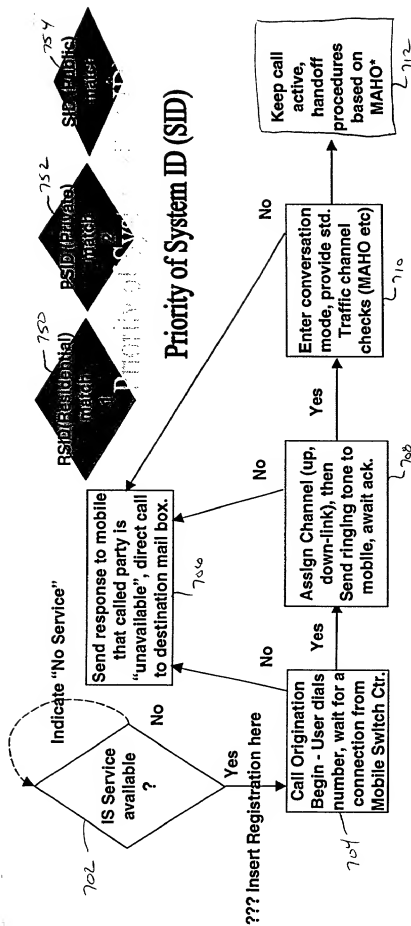 Indicate "No Service"
IS Service
available
?
702
No
Yes
??? Insert Registration here
Call Origination
Begin - User dials
number, wait for a
connection from
Mobile Switch Ctr.
704
No
Yes
Send response to mobile
that called party is
"unavailable", direct call
to destination mail box.
706
Assign Channel (up,
down-link), then
Send ringing tone to
mobile, await ack.
708
No
Yes
Enter conversation
mode, provide std.
Traffic channel
checks (MAHO etc)
710
No
Keep call
active,
handoff
procedures
based on
MAHO*
712
RSID (Residential)
match
1
750
PSID (Private)
match
2
752
SID (Public)
match
754
Priority of System ID (SID)